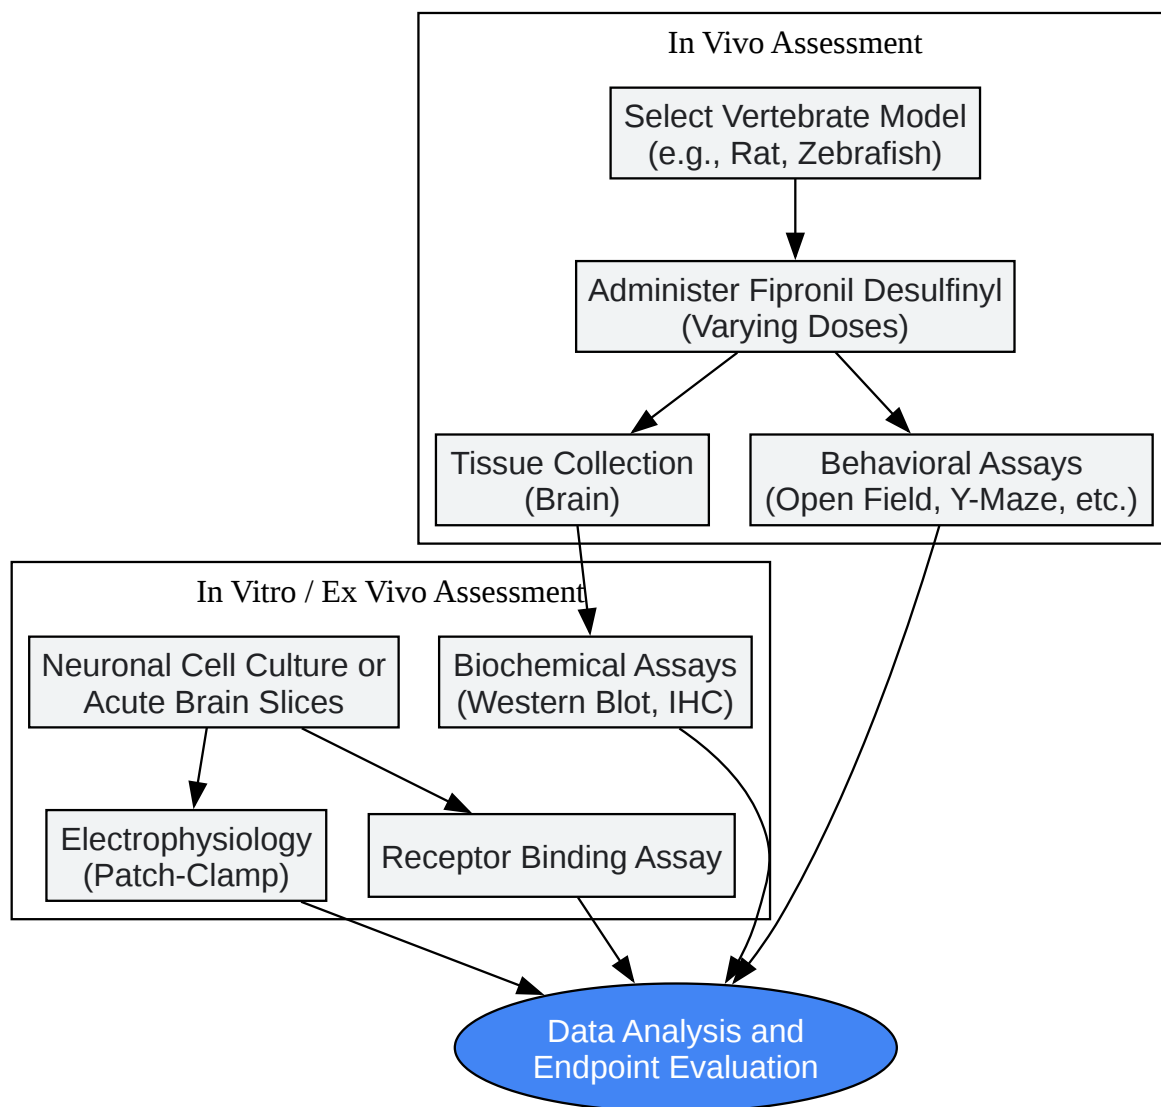 In Vivo Assessment
Select Vertebrate Model
(e.g., Rat, Zebrafish)
Administer Fipronil Desulfinyl
(Varying Doses)
Tissue Collection
(Brain)
Behavioral Assays
(Open Field, Y-Maze, etc.)
In Vitro / Ex Vivo Assessment
Neuronal Cell Culture or
Acute Brain Slices
Biochemical Assays
(Western Blot, IHC)
Electrophysiology
(Patch-Clamp)
Receptor Binding Assay
Data Analysis and
Endpoint Evaluation